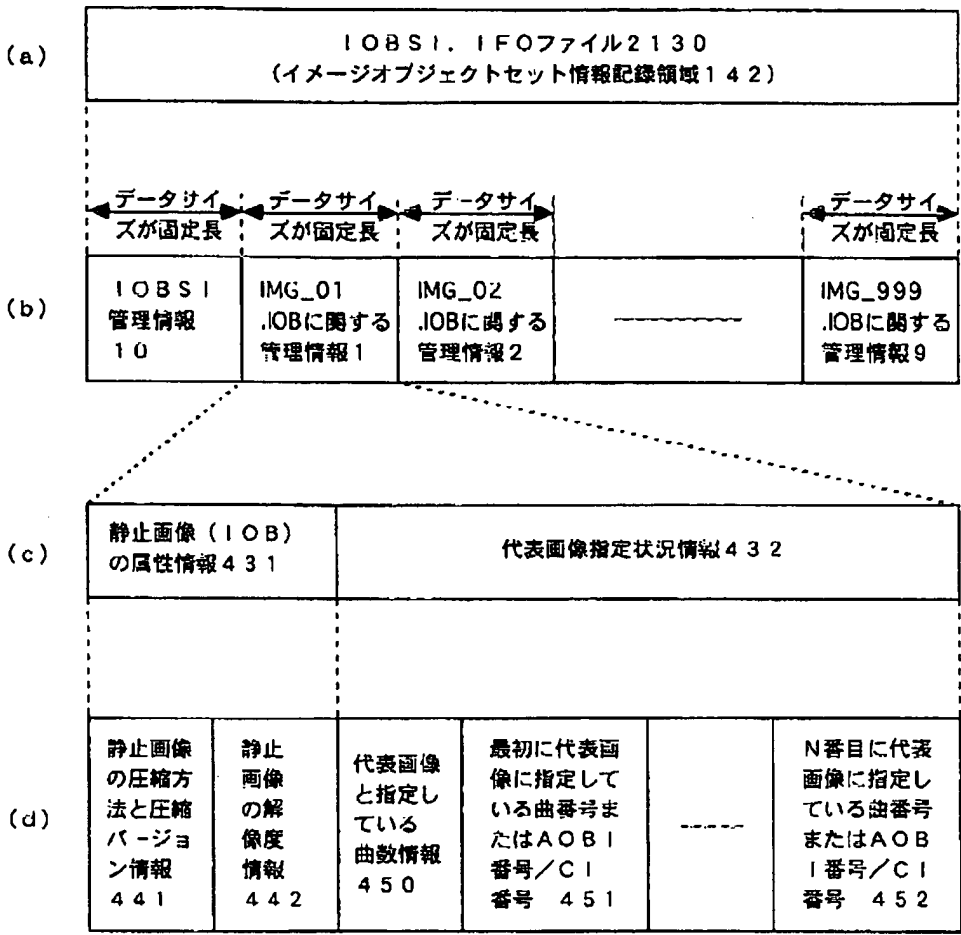 (a)
IOBSI. IFOファイル2130
(イメージオブジェクトセット情報記録領域142)
データサイ
ズが固定長
データサイ
ズが固定長
データサイ
ズが固定長
データサイ
ズが固定長
(b)
IOBSI
管理情報
10
IMG_01
.IOBに関する
管理情報1
IMG_02
.IOBに関する
管理情報2
IMG_999
.IOBに関する
管理情報9
(c)
静止画像(IOB)
の属性情報431
代表画像指定状況情報432
(d)
静止画像
の圧縮方
法と圧縮
バージョ
ン情報
441
静止
画像
の解
像度
情報
442
代表画像
と指定し
ている
曲数情報
450
最初に代表画
像に指定して
いる曲番号ま
たはAOBI
番号/CI
番号 451
N番目に代表
画像に指定し
ている曲番号
またはAOB
I番号/CI
番号 452